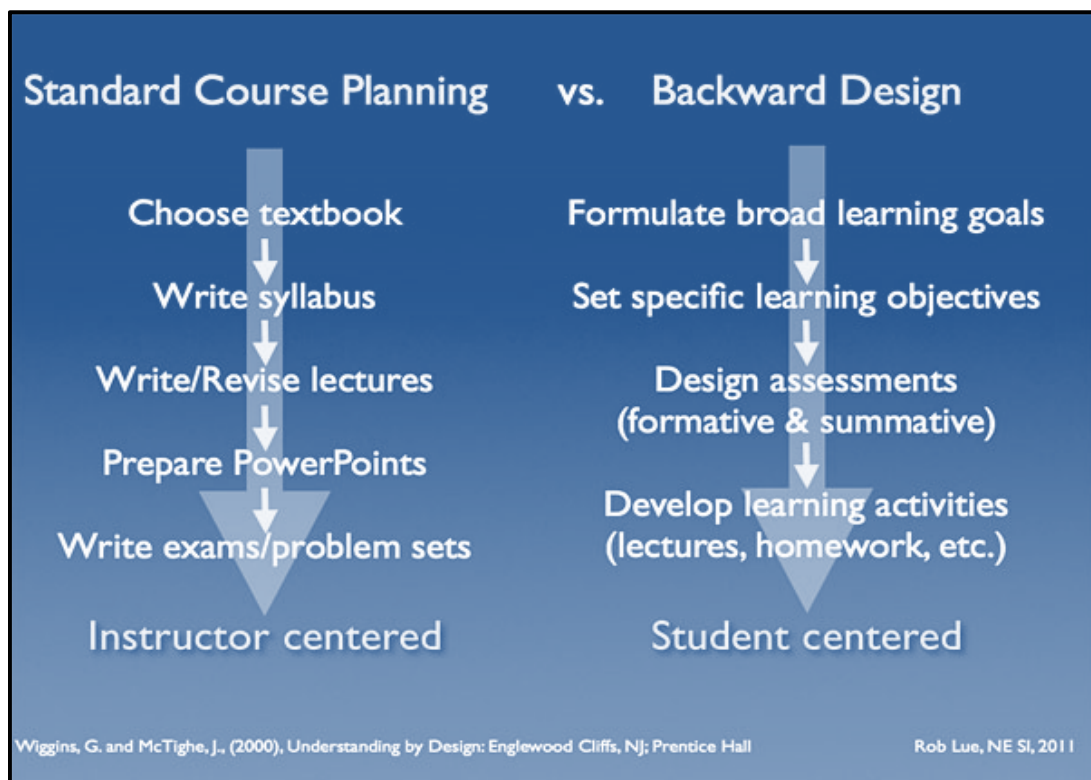 Standard Course Planning vs. Backward Design
Choose textbook
Write syllabus
Write/Revise lectures
Prepare PowerPoints
Write exams/problem sets
Instructor centered
Formulate broad learning goals
Set specific learning objectives
Design assessments
(formative & summative)
Develop learning activities
(lectures, homework, etc.)
Student centered
Wiggins, G. and McTighe, J., (2000), Understanding by Design: Englewood Cliffs, NJ; Prentice Hall
Rob Lue, NE SI, 2011